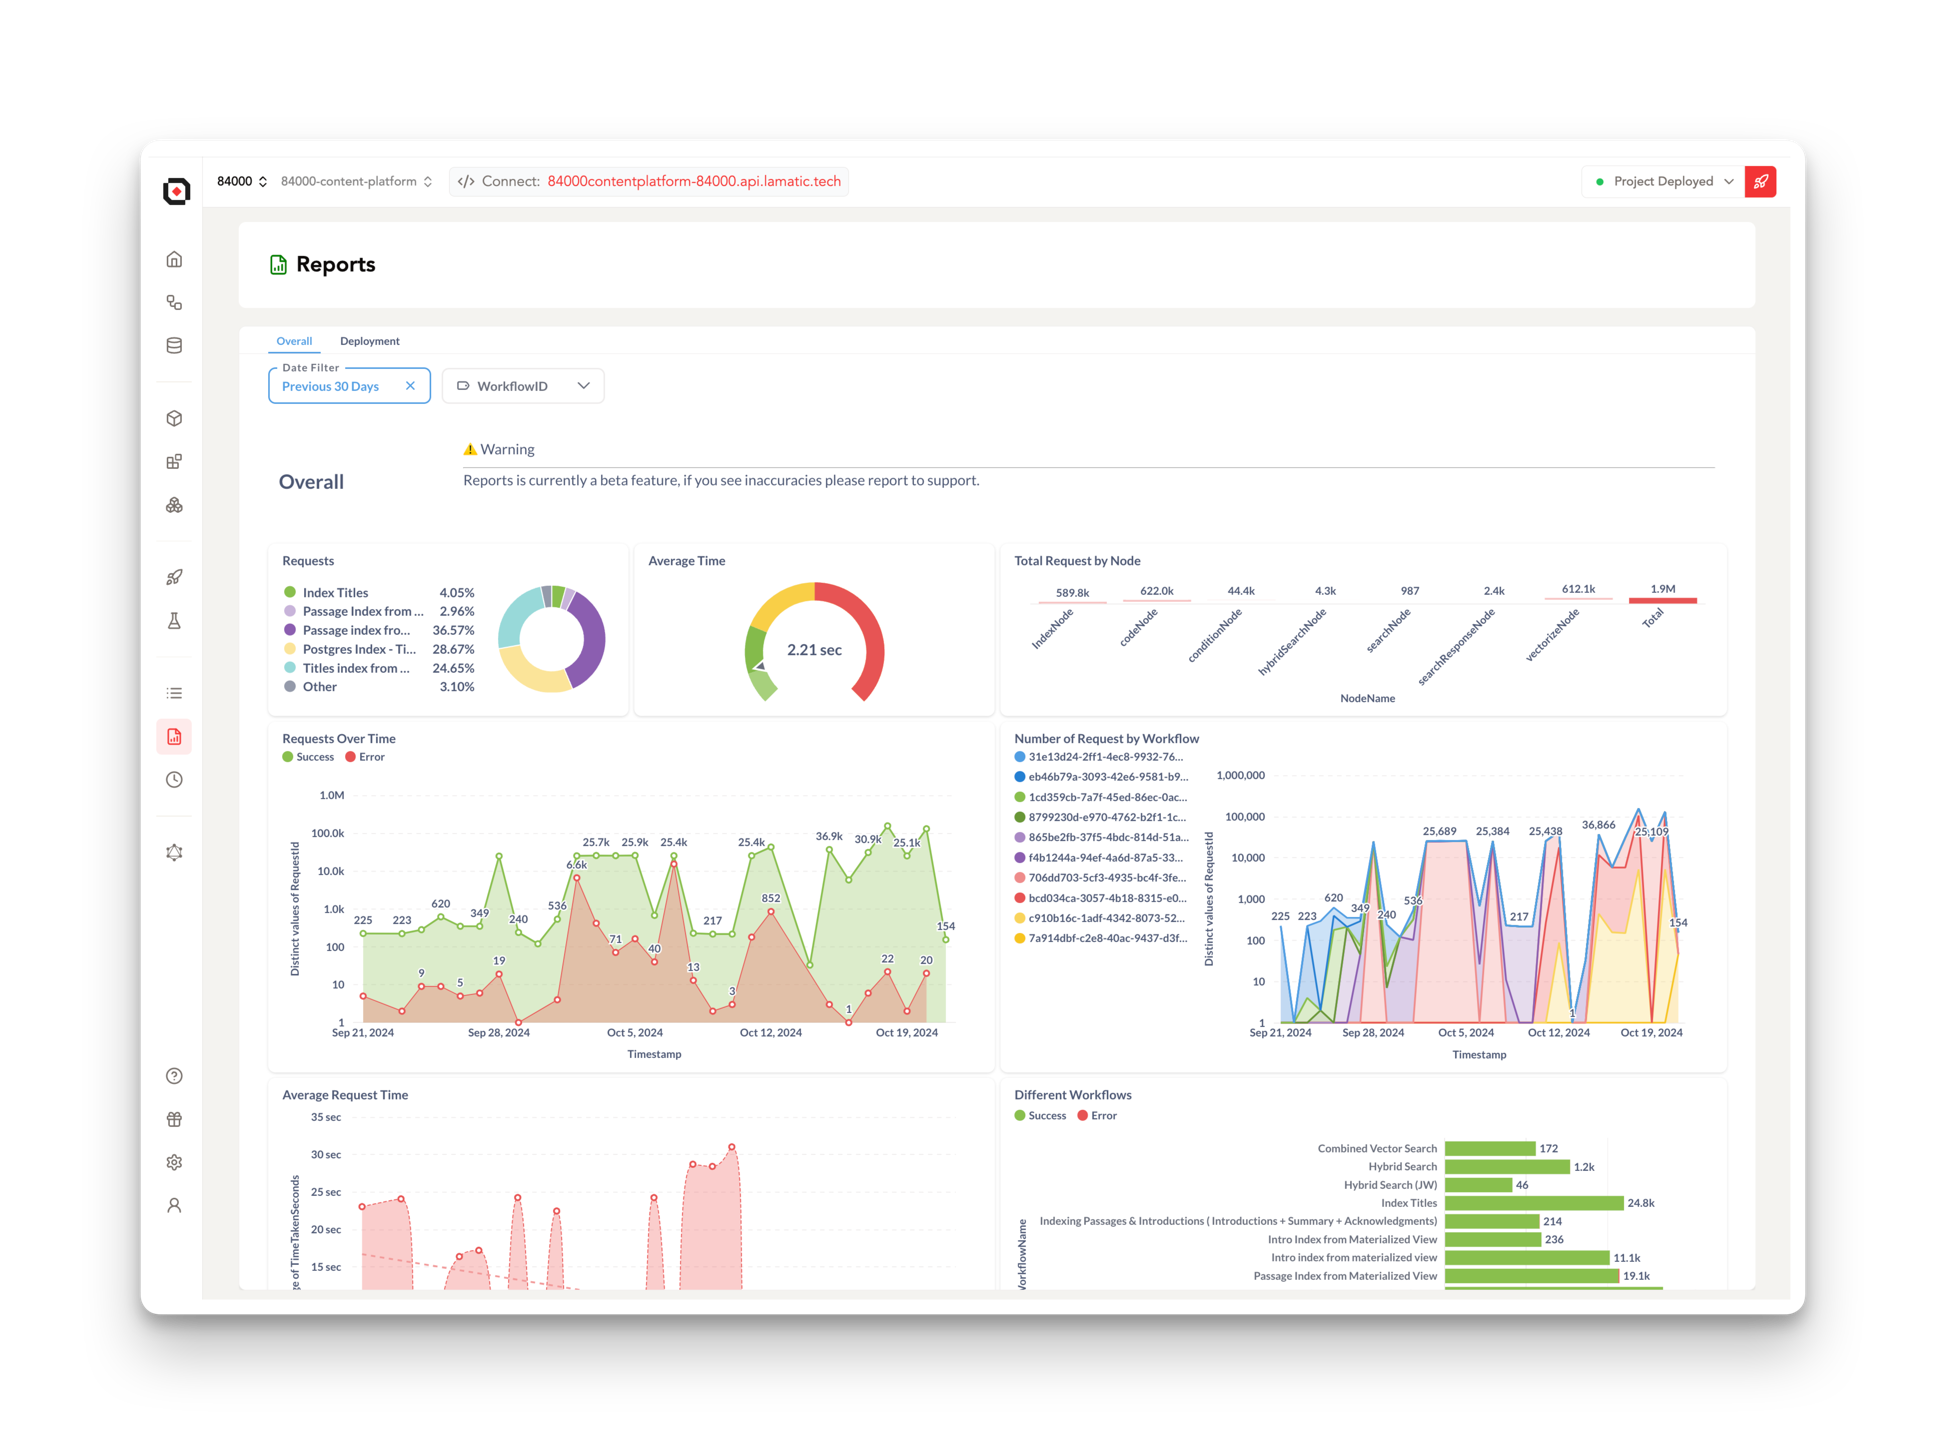 84000 84000-content-platform </> Connect: 84000contentplatform-84000.api.lamatic.tech Project Deployed
Reports
Overall Deployment
Date Filter
Previous 30 Days WorkflowID
Warning
Overall
Reports is currently a beta feature, if you see inaccuracies please report to support.
Requests
Index Titles 4.05%
Passage Index from ... 2.96%
Passage index fro... 36.57%
Postgres Index - Ti... 28.67%
Titles index from ... 24.65%
Other 3.10%
Average Time
2.21 sec
Total Request by Node
589.8k 622.0k 44.4k 4.3k 987 2.4k 612.1k 1.9M
IndexNode codeNode conditionNode hybridSearchNode searchNode searchResponseNode vectorizeNode Total
NodeName
Requests Over Time
Success Error
Distinct values of RequestId
1.0M
100.0k
10.0k
1.0k
100
10
1
225 223 620 349 240 536 25.7k 25.9k 25.4k 217 25.4k 36.9k 30.9k 25.1k 154
9 5 19 6.6k 71 40 13 3 852 1 22 20
Sep 21, 2024 Sep 28, 2024 Oct 5, 2024 Oct 12, 2024 Oct 19, 2024
Timestamp
Number of Request by Workflow
31e13d24-2ff1-4ec8-9932-76...
eb46b79a-3093-42e6-9581-b9...
1cd359cb-7a7f-45ed-86ec-0ac...
8799230d-e970-4762-b2f1-1c...
865be2fb-37f5-4bdc-814d-51a...
f4b1244a-94ef-4a6d-87a5-33...
706dd703-5cf3-4935-bc4f-3fe...
bcd034ca-3057-4b18-8315-e0...
c910b16c-1adf-4342-8073-52...
7a914dbf-c2e8-40ac-9437-d3f...
Distinct values of RequestId
1,000,000
100,000
10,000
1,000
100
10
1
225 223 620 349 240 536 25,689 25,384 217 25,438 1 36,866 25,109 154
Sep 21, 2024 Sep 28, 2024 Oct 5, 2024 Oct 12, 2024 Oct 19, 2024
Timestamp
Average Request Time
35 sec
30 sec
25 sec
20 sec
15 sec
ge of TimeTakenSeconds
Different Workflows
Success Error
Combined Vector Search 172
Hybrid Search 1.2k
Hybrid Search (JW) 46
Index Titles 24.8k
Indexing Passages & Introductions ( Introductions + Summary + Acknowledgments) 214
Intro Index from Materialized View 236
Intro index from materialized view 11.1k
Passage Index from Materialized View 19.1k
WorkflowName